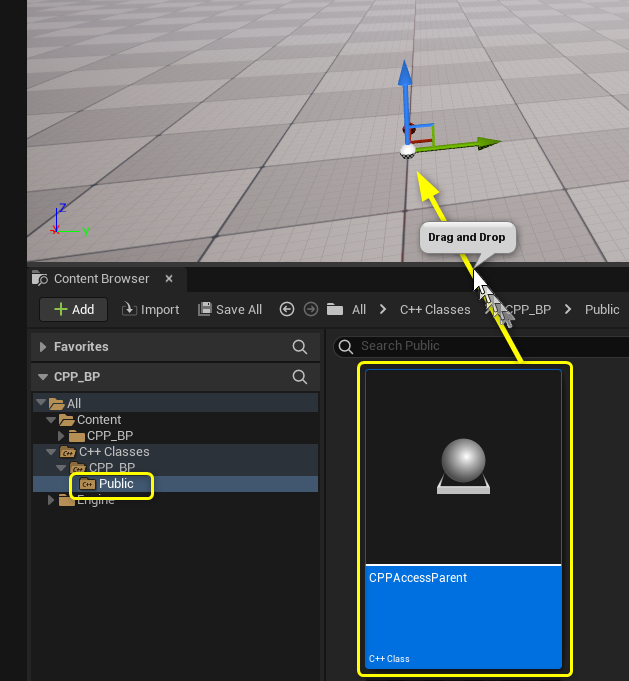 Drag and Drop
Z
Y
Content Browser
Add Import Save All All C++ Classes CPP_BP Public
Favorites
Search Public
CPP_BP
All
Content
CPP_BP
C++ Classes
CPP_BP
Public
Engine
CPPAccessParent
C++ Class